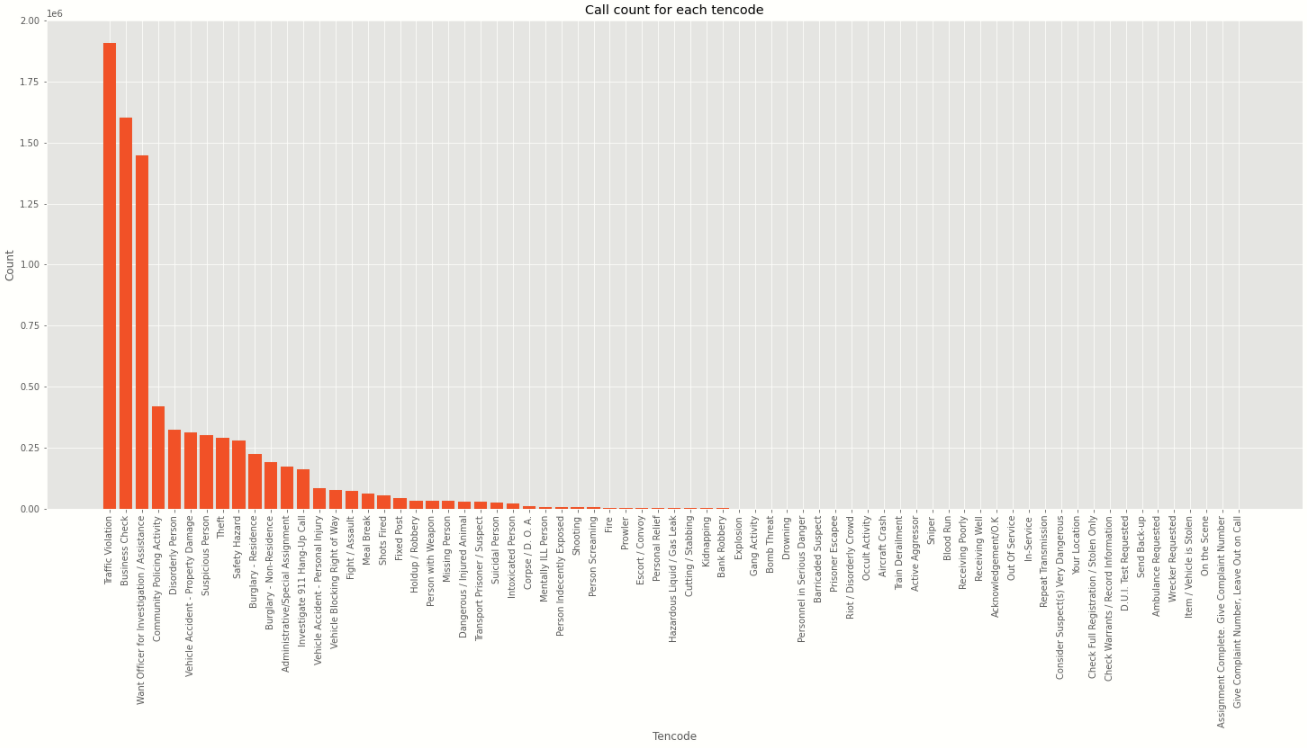 Call count for each tencode
1e6
2.00
1.75
1.50
1.25
1.00
0.75
0.50
0.25
0.00
Count
Traffic Violation
Business Check
Want Officer for Investigation / Assistance
Community Policing Activity
Disorderly Person
Vehicle Accident - Property Damage
Suspicious Person
Theft
Safety Hazard
Burglary - Residence
Burglary - Non-Residence
Administrative/Special Assignment
Investigate 911 Hang-Up Call
Vehicle Accident - Personal Injury
Vehicle Blocking Right of Way
Fight / Assault
Meal Break
Shots Fired
Fixed Post
Holdup / Robbery
Person with Weapon
Missing Person
Dangerous / Injured Animal
Transport Prisoner / Suspect
Suicidal Person
Intoxicated Person
Corpse / D. O. A.
Mentally ILL Person
Person Indecently Exposed
Shooting
Person Screaming
Fire
Prowler
Escort / Convoy
Personal Relief
Hazardous Liquid / Gas Leak
Cutting / Stabbing
Kidnapping
Bank Robbery
Explosion
Gang Activity
Bomb Threat
Drowning
Personnel in Serious Danger
Barricaded Suspect
Prisoner Escapee
Riot / Disorderly Crowd
Occult Activity
Aircraft Crash
Train Derailment
Active Aggressor
Sniper
Blood Run
Receiving Poorly
Receiving Well
Acknowledgement/O K
Out Of Service
In-Service
Repeat Transmission
Consider Suspect(s) Very Dangerous
Your Location
Check Full Registration / Stolen Only
Check Warrants / Record Information
D.U.I. Test Requested
Send Back-up
Ambulance Requested
Wrecker Requested
Item / Vehicle is Stolen
On the Scene
Assignment Complete. Give Complaint Number
Give Complaint Number, Leave Out on Call
Tencode